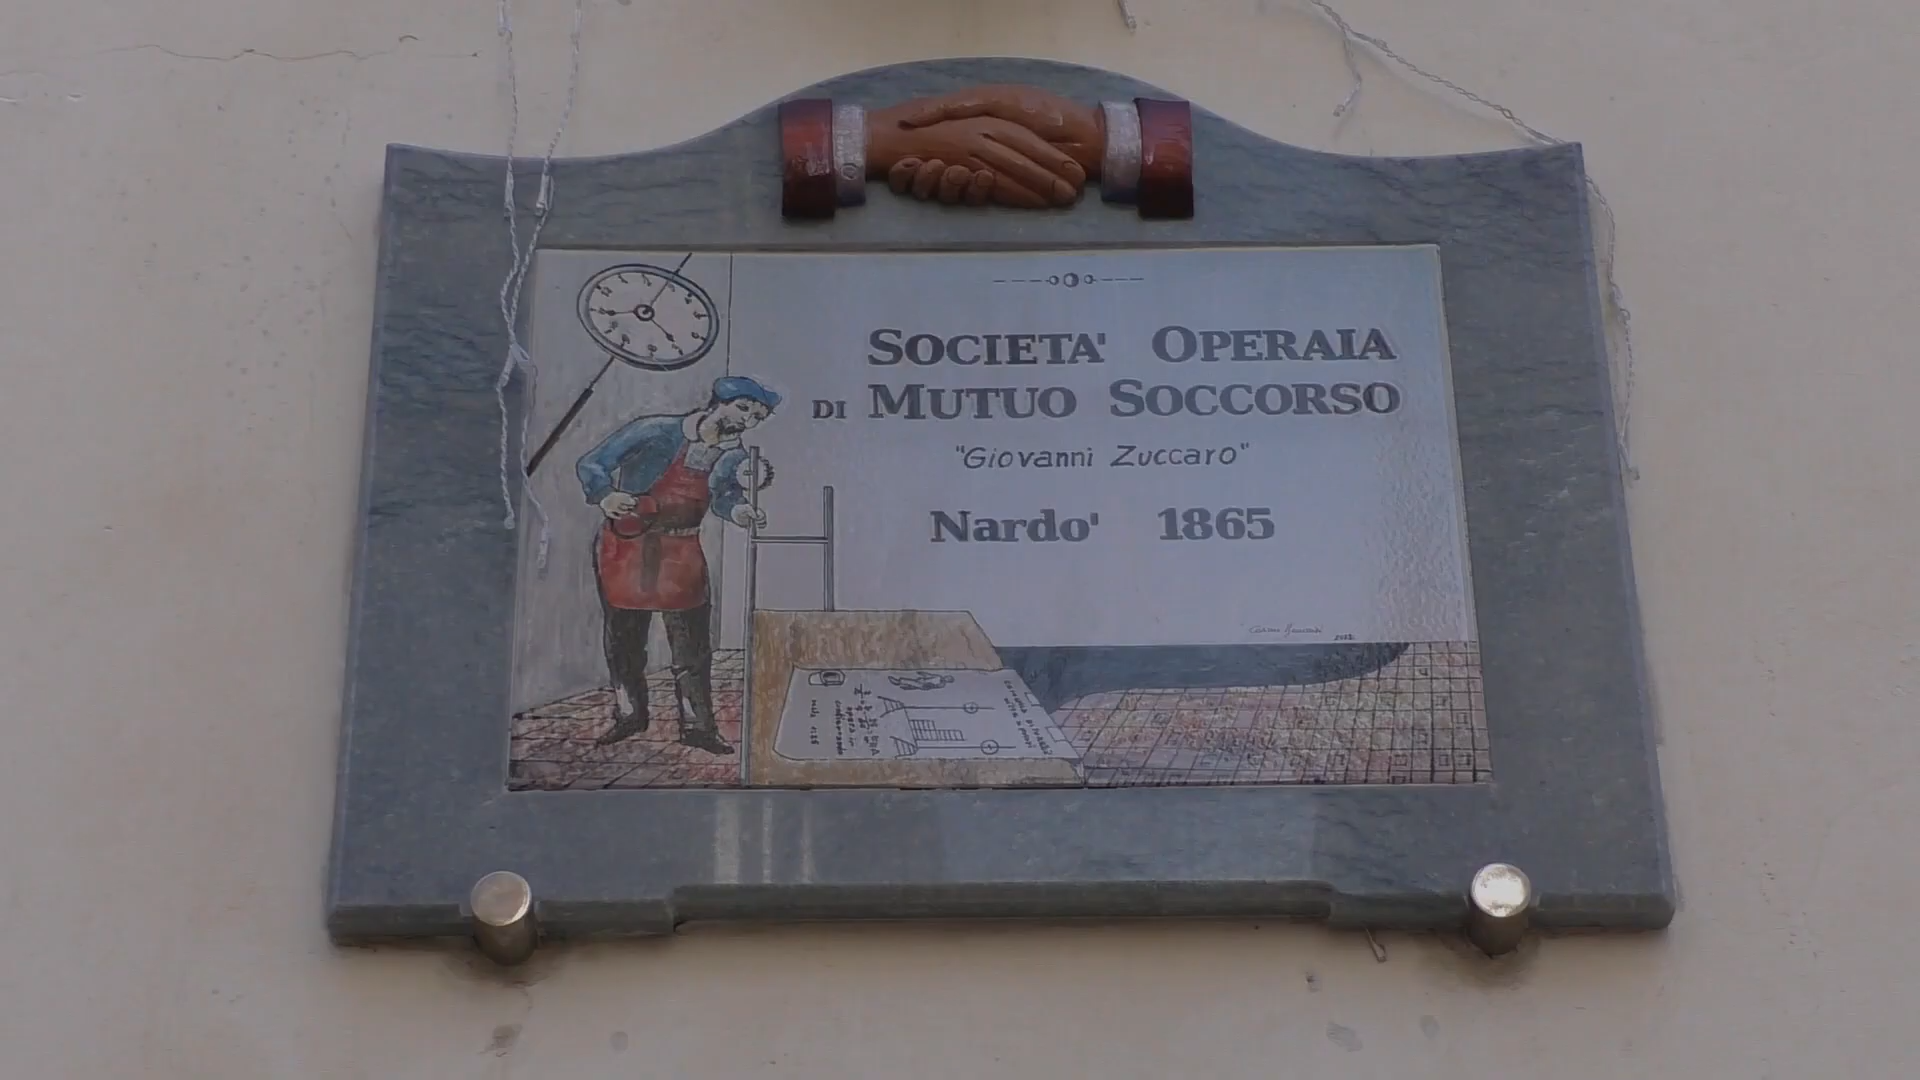 SOCIETA' OPERAIA
DI MUTUO SOCCORSO
"Giovanni Zuccaro"
Nardo' 1865